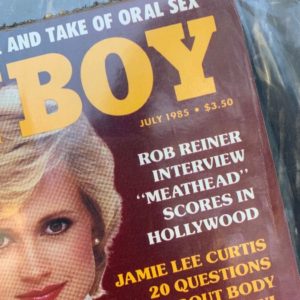 AND TAKE OF ORAL SEX
BOY
JULY 1985 • $3.50
ROB REINER
INTERVIEW
"MEATHEAD"
SCORES IN
HOLLYWOOD
JAMIE LEE CURTIS
20 QUESTIONS
BOUT BODY